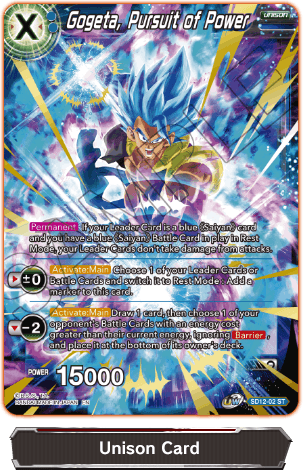 X
Gogeta, Pursuit of Power
UNISON
Permanent If your Leader Card is a blue 《Saiyan》 card
and you have a blue 《Saiyan》 Battle Card in play in Rest
Mode, your Leader Cards don't take damage from attacks.
±0 Activate:Main Choose 1 of your Leader Cards or
Battle Cards and switch it to Rest Mode : Add a
marker to this card.
-2 Activate:Main Draw 1 card, then choose 1 of your
opponent's Battle Cards with an energy cost
greater than their current energy, ignoring Barrier,
and place it at the bottom of its owner's deck.
POWER 15000
SD12-02 ST
Unison Card